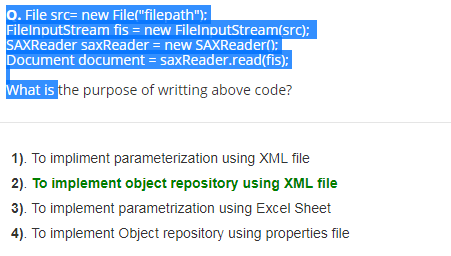 Q. File src= new File("filepath");
FileInputStream fis = new FileInputStream(src);
SAXReader saxReader = new SAXReader();
Document document = saxReader.read(fis);
What is the purpose of writting above code?
1). To impliment parameterization using XML file
2). To implement object repository using XML file
3). To implement parametrization using Excel Sheet
4). To implement Object repository using properties file